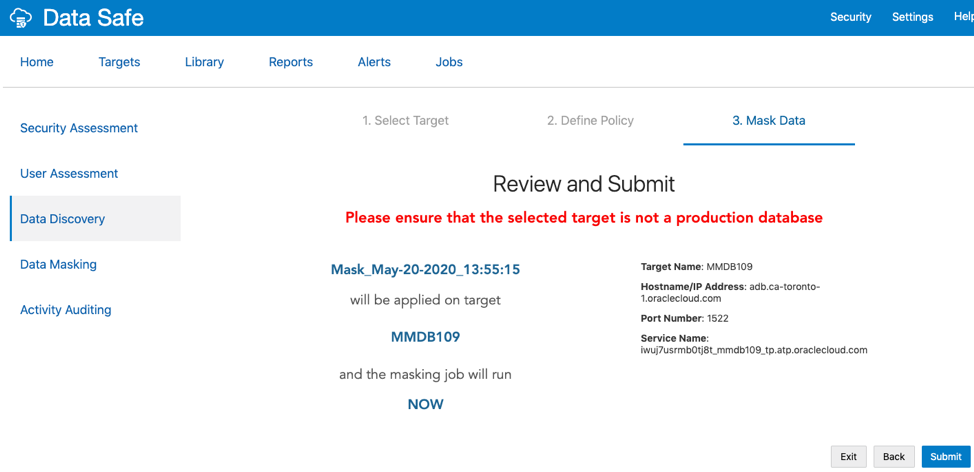 Data Safe
Security Settings Help
Home Targets Library Reports Alerts Jobs
Security Assessment
User Assessment
Data Discovery
Data Masking
Activity Auditing
1. Select Target 2. Define Policy 3. Mask Data
Review and Submit
Please ensure that the selected target is not a production database
Mask_May-20-2020_13:55:15
will be applied on target
MMDB109
and the masking job will run
NOW
Target Name: MMDB109
Hostname/IP Address: adb.ca-toronto-
1.oraclecloud.com
Port Number: 1522
Service Name:
iwuj7usrmb0tj8t_mmdb109_tp.atp.oraclecloud.com
Exit Back Submit